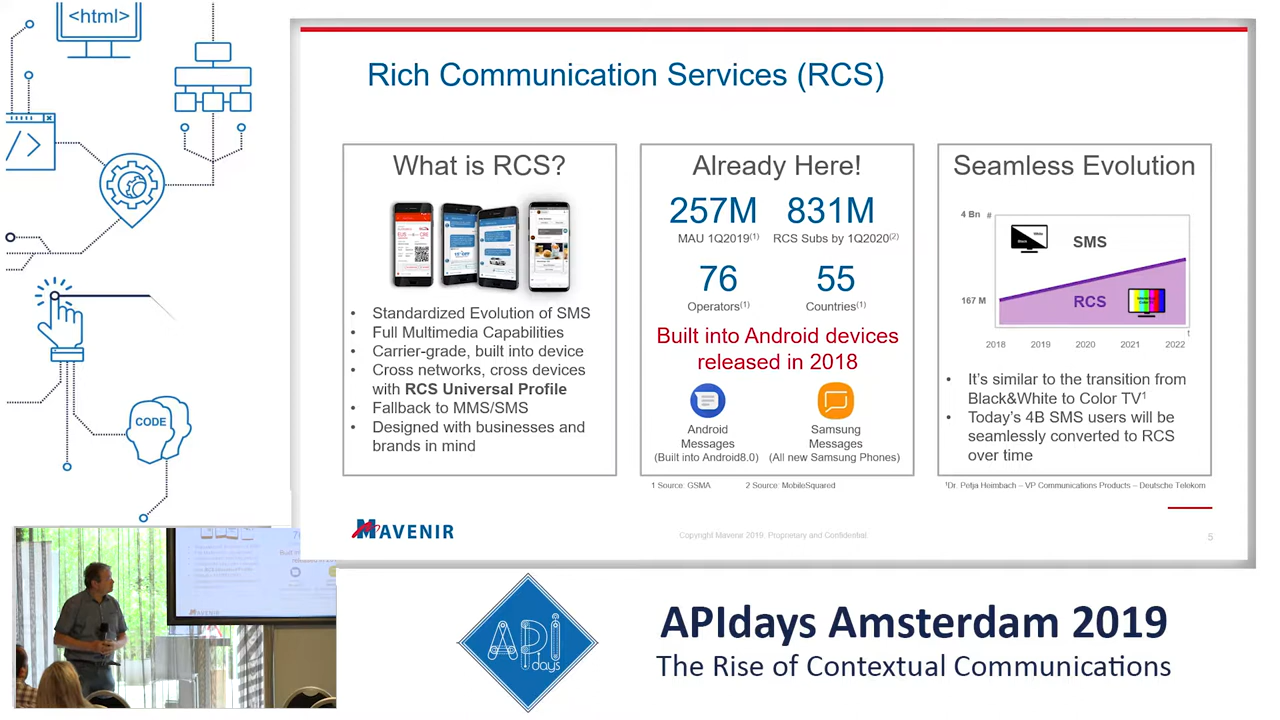 <html>
/>
CODE
Rich Communication Services (RCS)
What is RCS?
• Standardized Evolution of SMS
• Full Multimedia Capabilities
• Carrier-grade, built into device
• Cross networks, cross devices
with RCS Universal Profile
• Fallback to MMS/SMS
• Designed with businesses and
brands in mind
Already Here!
257M 831M
MAU 1Q2019(1) RCS Subs by 1Q2020(2)
76 55
Operators(1) Countries(1)
Built into Android devices
released in 2018
Android
Messages
(Built into Android8.0)
Samsung
Messages
(All new Samsung Phones)
1 Source: GSMA 2 Source: MobileSquared
Seamless Evolution
4 Bn #
SMS
167 M
RCS
t
2018 2019 2020 2021 2022
• It’s similar to the transition from
Black&White to Color TV1
• Today’s 4B SMS users will be
seamlessly converted to RCS
over time
1Dr. Petja Heimbach – VP Communications Products – Deutsche Telekom
MAVENIR
Copyright Mavenir 2019. Proprietary and Confidential.
5
API
days
APIdays Amsterdam 2019
The Rise of Contextual Communications